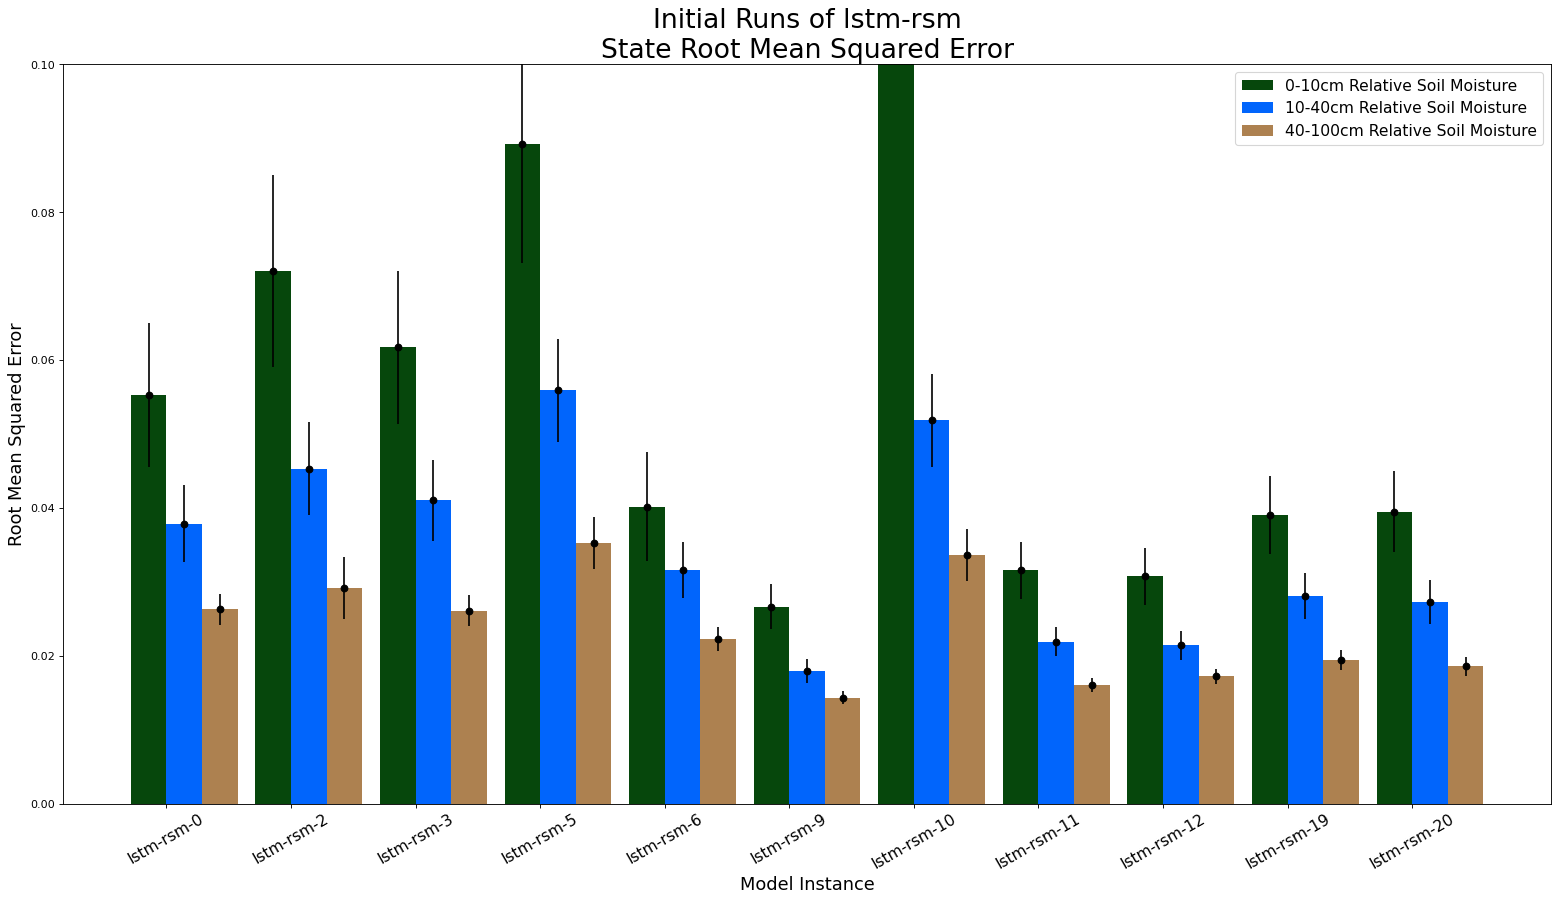 Initial Runs of lstm-rsm
State Root Mean Squared Error
0-10cm Relative Soil Moisture
10-40cm Relative Soil Moisture
40-100cm Relative Soil Moisture
Root Mean Squared Error
0.10
0.08
0.06
0.04
0.02
0.00
lstm-rsm-0
lstm-rsm-2
lstm-rsm-3
lstm-rsm-5
lstm-rsm-6
lstm-rsm-9
lstm-rsm-10
lstm-rsm-11
lstm-rsm-12
lstm-rsm-19
lstm-rsm-20
Model Instance